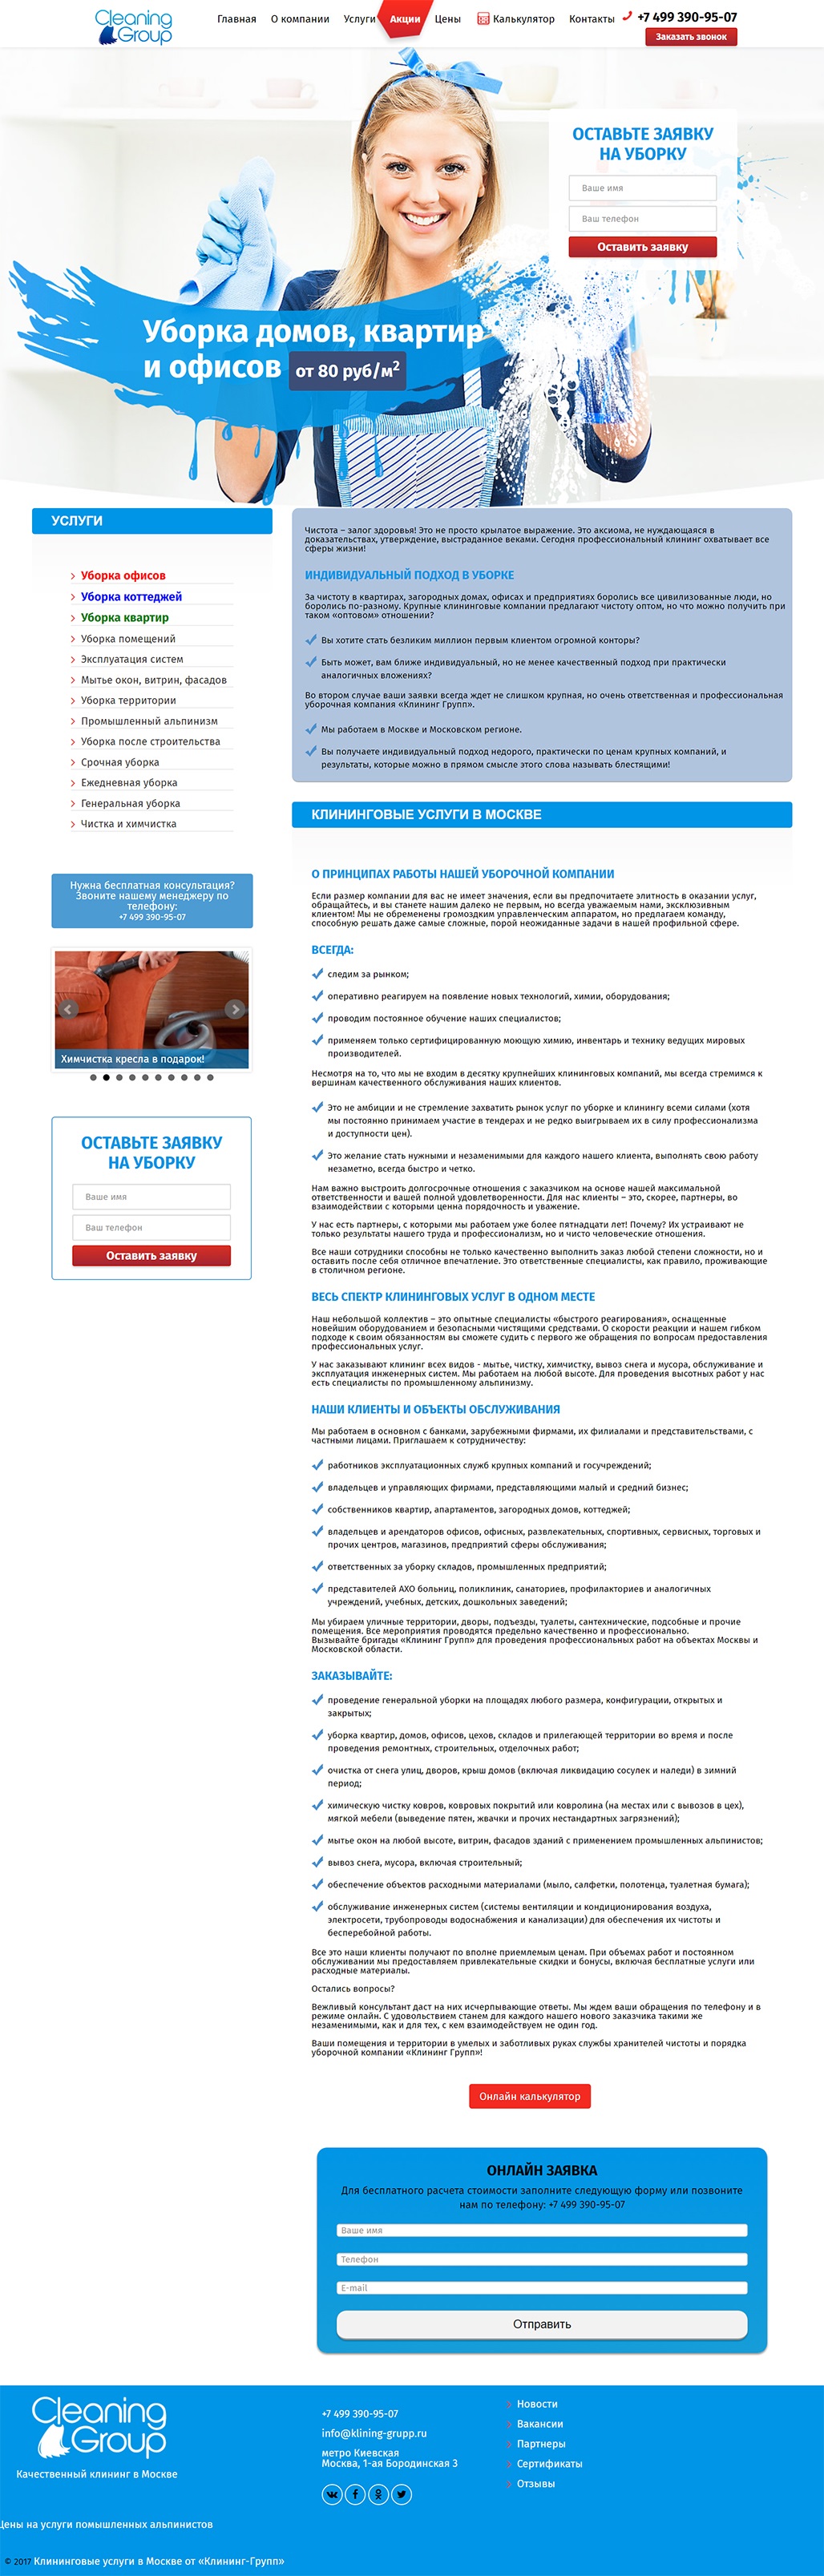 Cleaning
Group
Главная О компании Услуги Акции Цены Калькулятор Контакты
+7 499 390-95-07
Заказать звонок
ОСТАВЬТЕ ЗАЯВКУ
НА УБОРКУ
Ваше имя
Ваш телефон
Оставить заявку
Уборка домов, квартир
и офисов от 80 руб/м²
УСЛУГИ
Уборка офисов
Уборка коттеджей
Уборка квартир
Уборка помещений
Эксплуатация систем
Мытье окон, витрин, фасадов
Уборка территории
Промышленный альпинизм
Уборка после строительства
Срочная уборка
Ежедневная уборка
Генеральная уборка
Чистка и химчистка
Нужна бесплатная консультация?
Звоните нашему менеджеру по
телефону:
+7 499 390-95-07
Химчистка кресла в подарок!
ОСТАВЬТЕ ЗАЯВКУ
НА УБОРКУ
Ваше имя
Ваш телефон
Оставить заявку
Чистота – залог здоровья! Это не просто крылатое выражение. Это аксиома, не нуждающаяся в
доказательствах, утверждение, выстраданное веками. Сегодня профессиональный клининг охватывает все
сферы жизни!
ИНДИВИДУАЛЬНЫЙ ПОДХОД В УБОРКЕ
За чистоту в квартирах, загородных домах, офисах и предприятиях боролись все цивилизованные люди, но
боролись по-разному. Крупные клининговые компании предлагают чистоту оптом, но что можно получить при
таком «оптовом» отношении?
Вы хотите стать безликим миллион первым клиентом огромной конторы?
Быть может, вам ближе индивидуальный, но не менее качественный подход при практически
аналогичных вложениях?
Во втором случае ваши заявки всегда ждет не слишком крупная, но очень ответственная и профессиональная
уборочная компания «Клининг Групп».
Мы работаем в Москве и Московском регионе.
Вы получаете индивидуальный подход недорого, практически по ценам крупных компаний, и
результаты, которые можно в прямом смысле этого слова называть блестящими!
КЛИНИНГОВЫЕ УСЛУГИ В МОСКВЕ
О ПРИНЦИПАХ РАБОТЫ НАШЕЙ УБОРОЧНОЙ КОМПАНИИ
Если размер компании для вас не имеет значения, если вы предпочитаете элитность в оказании услуг,
обращайтесь, и вы станете нашим далеко не первым, но всегда уважаемым нами, эксклюзивным
клиентом! Мы не обременены громоздким управленческим аппаратом, но предлагаем команду,
способную решать даже самые сложные, порой неожиданные задачи в нашей профильной сфере.
ВСЕГДА:
следим за рынком;
оперативно реагируем на появление новых технологий, химии, оборудования;
проводим постоянное обучение наших специалистов;
применяем только сертифицированную моющую химию, инвентарь и технику ведущих мировых
производителей.
Несмотря на то, что мы не входим в десятку крупнейших клининговых компаний, мы всегда стремимся к
вершинам качественного обслуживания наших клиентов.
Это не амбиции и не стремление захватить рынок услуг по уборке и клинингу всеми силами (хотя
мы постоянно принимаем участие в тендерах и не редко выигрываем их в силу профессионализма
и доступности цен).
Это желание стать нужными и незаменимыми для каждого нашего клиента, выполнять свою работу
незаметно, всегда быстро и четко.
Нам важно выстроить долгосрочные отношения с заказчиком на основе нашей максимальной
ответственности и вашей полной удовлетворенности. Для нас клиенты – это, скорее, партнеры, во
взаимодействии с которыми ценна порядочность и уважение.
У нас есть партнеры, с которыми мы работаем уже более пятнадцати лет! Почему? Их устраивают не
только результаты нашего труда и профессионализм, но и чисто человеческие отношения.
Все наши сотрудники способны не только качественно выполнить заказ любой степени сложности, но и
оставить после себя отличное впечатление. Это ответственные специалисты, как правило, проживающие
в столичном регионе.
ВЕСЬ СПЕКТР КЛИНИНГОВЫХ УСЛУГ В ОДНОМ МЕСТЕ
Наш небольшой коллектив – это опытные специалисты «быстрого реагирования», оснащенные
новейшим оборудованием и безопасными чистящими средствами. О скорости реакции и нашем гибком
подходе к своим обязанностям вы сможете судить с первого же обращения по вопросам предоставления
профессиональных услуг.
У нас заказывают клининг всех видов - мытье, чистку, химчистку, вывоз снега и мусора, обслуживание и
эксплуатация инженерных систем. Мы работаем на любой высоте. Для проведения высотных работ у нас
есть специалисты по промышленному альпинизму.
НАШИ КЛИЕНТЫ И ОБЪЕКТЫ ОБСЛУЖИВАНИЯ
Мы работаем в основном с банками, зарубежными фирмами, их филиалами и представительствами, с
частными лицами. Приглашаем к сотрудничеству:
работников эксплуатационных служб крупных компаний и госучреждений;
владельцев и управляющих фирмами, представляющими малый и средний бизнес;
собственников квартир, апартаментов, загородных домов, коттеджей;
владельцев и арендаторов офисов, офисных, развлекательных, спортивных, сервисных, торговых и
прочих центров, магазинов, предприятий сферы обслуживания;
ответственных за уборку складов, промышленных предприятий;
представителей АХО больниц, поликлиник, санаториев, профилакториев и аналогичных
учреждений, учебных, детских, дошкольных заведений;
Мы убираем уличные территории, дворы, подъезды, туалеты, сантехнические, подсобные и прочие
помещения. Все мероприятия проводятся предельно качественно и профессионально.
Вызывайте бригады «Клининг Групп» для проведения профессиональных работ на объектах Москвы и
Московской области.
ЗАКАЗЫВАЙТЕ:
проведение генеральной уборки на площадях любого размера, конфигурации, открытых и
закрытых;
уборка квартир, домов, офисов, цехов, складов и прилегающей территории во время и после
проведения ремонтных, строительных, отделочных работ;
очистка от снега улиц, дворов, крыш домов (включая ликвидацию сосулек и наледи) в зимний
период;
химическую чистку ковров, ковровых покрытий или ковролина (на местах или с вывозов в цех),
мягкой мебели (выведение пятен, жвачки и прочих нестандартных загрязнений);
мытье окон на любой высоте, витрин, фасадов зданий с применением промышленных альпинистов;
вывоз снега, мусора, включая строительный;
обеспечение объектов расходными материалами (мыло, салфетки, полотенца, туалетная бумага);
обслуживание инженерных систем (системы вентиляции и кондиционирования воздуха,
электросети, трубопроводы водоснабжения и канализации) для обеспечения их чистоты и
бесперебойной работы.
Все это наши клиенты получают по вполне приемлемым ценам. При объемах работ и постоянном
обслуживании мы предоставляем привлекательные скидки и бонусы, включая бесплатные услуги или
расходные материалы.
Остались вопросы?
Вежливый консультант даст на них исчерпывающие ответы. Мы ждем ваши обращения по телефону и в
режиме онлайн. С удовольствием станем для каждого нашего нового заказчика такими же
незаменимыми, как и для тех, с кем взаимодействуем не один год.
Ваши помещения и территории в умелых и заботливых руках службы хранителей чистоты и порядка
уборочной компании «Клининг Групп»!
Онлайн калькулятор
ОНЛАЙН ЗАЯВКА
Для бесплатного расчета стоимости заполните следующую форму или позвоните
нам по телефону: +7 499 390-95-07
Ваше имя
Телефон
E-mail
Отправить
Cleaning
Group
Качественный клининг в Москве
+7 499 390-95-07
info@klining-grupp.ru
метро Киевская
Москва, 1-ая Бородинская 3
Новости
Вакансии
Партнеры
Сертификаты
Отзывы
Цены на услуги помышленных альпинистов
© 2017 Клининговые услуги в Москве от «Клининг-Групп»